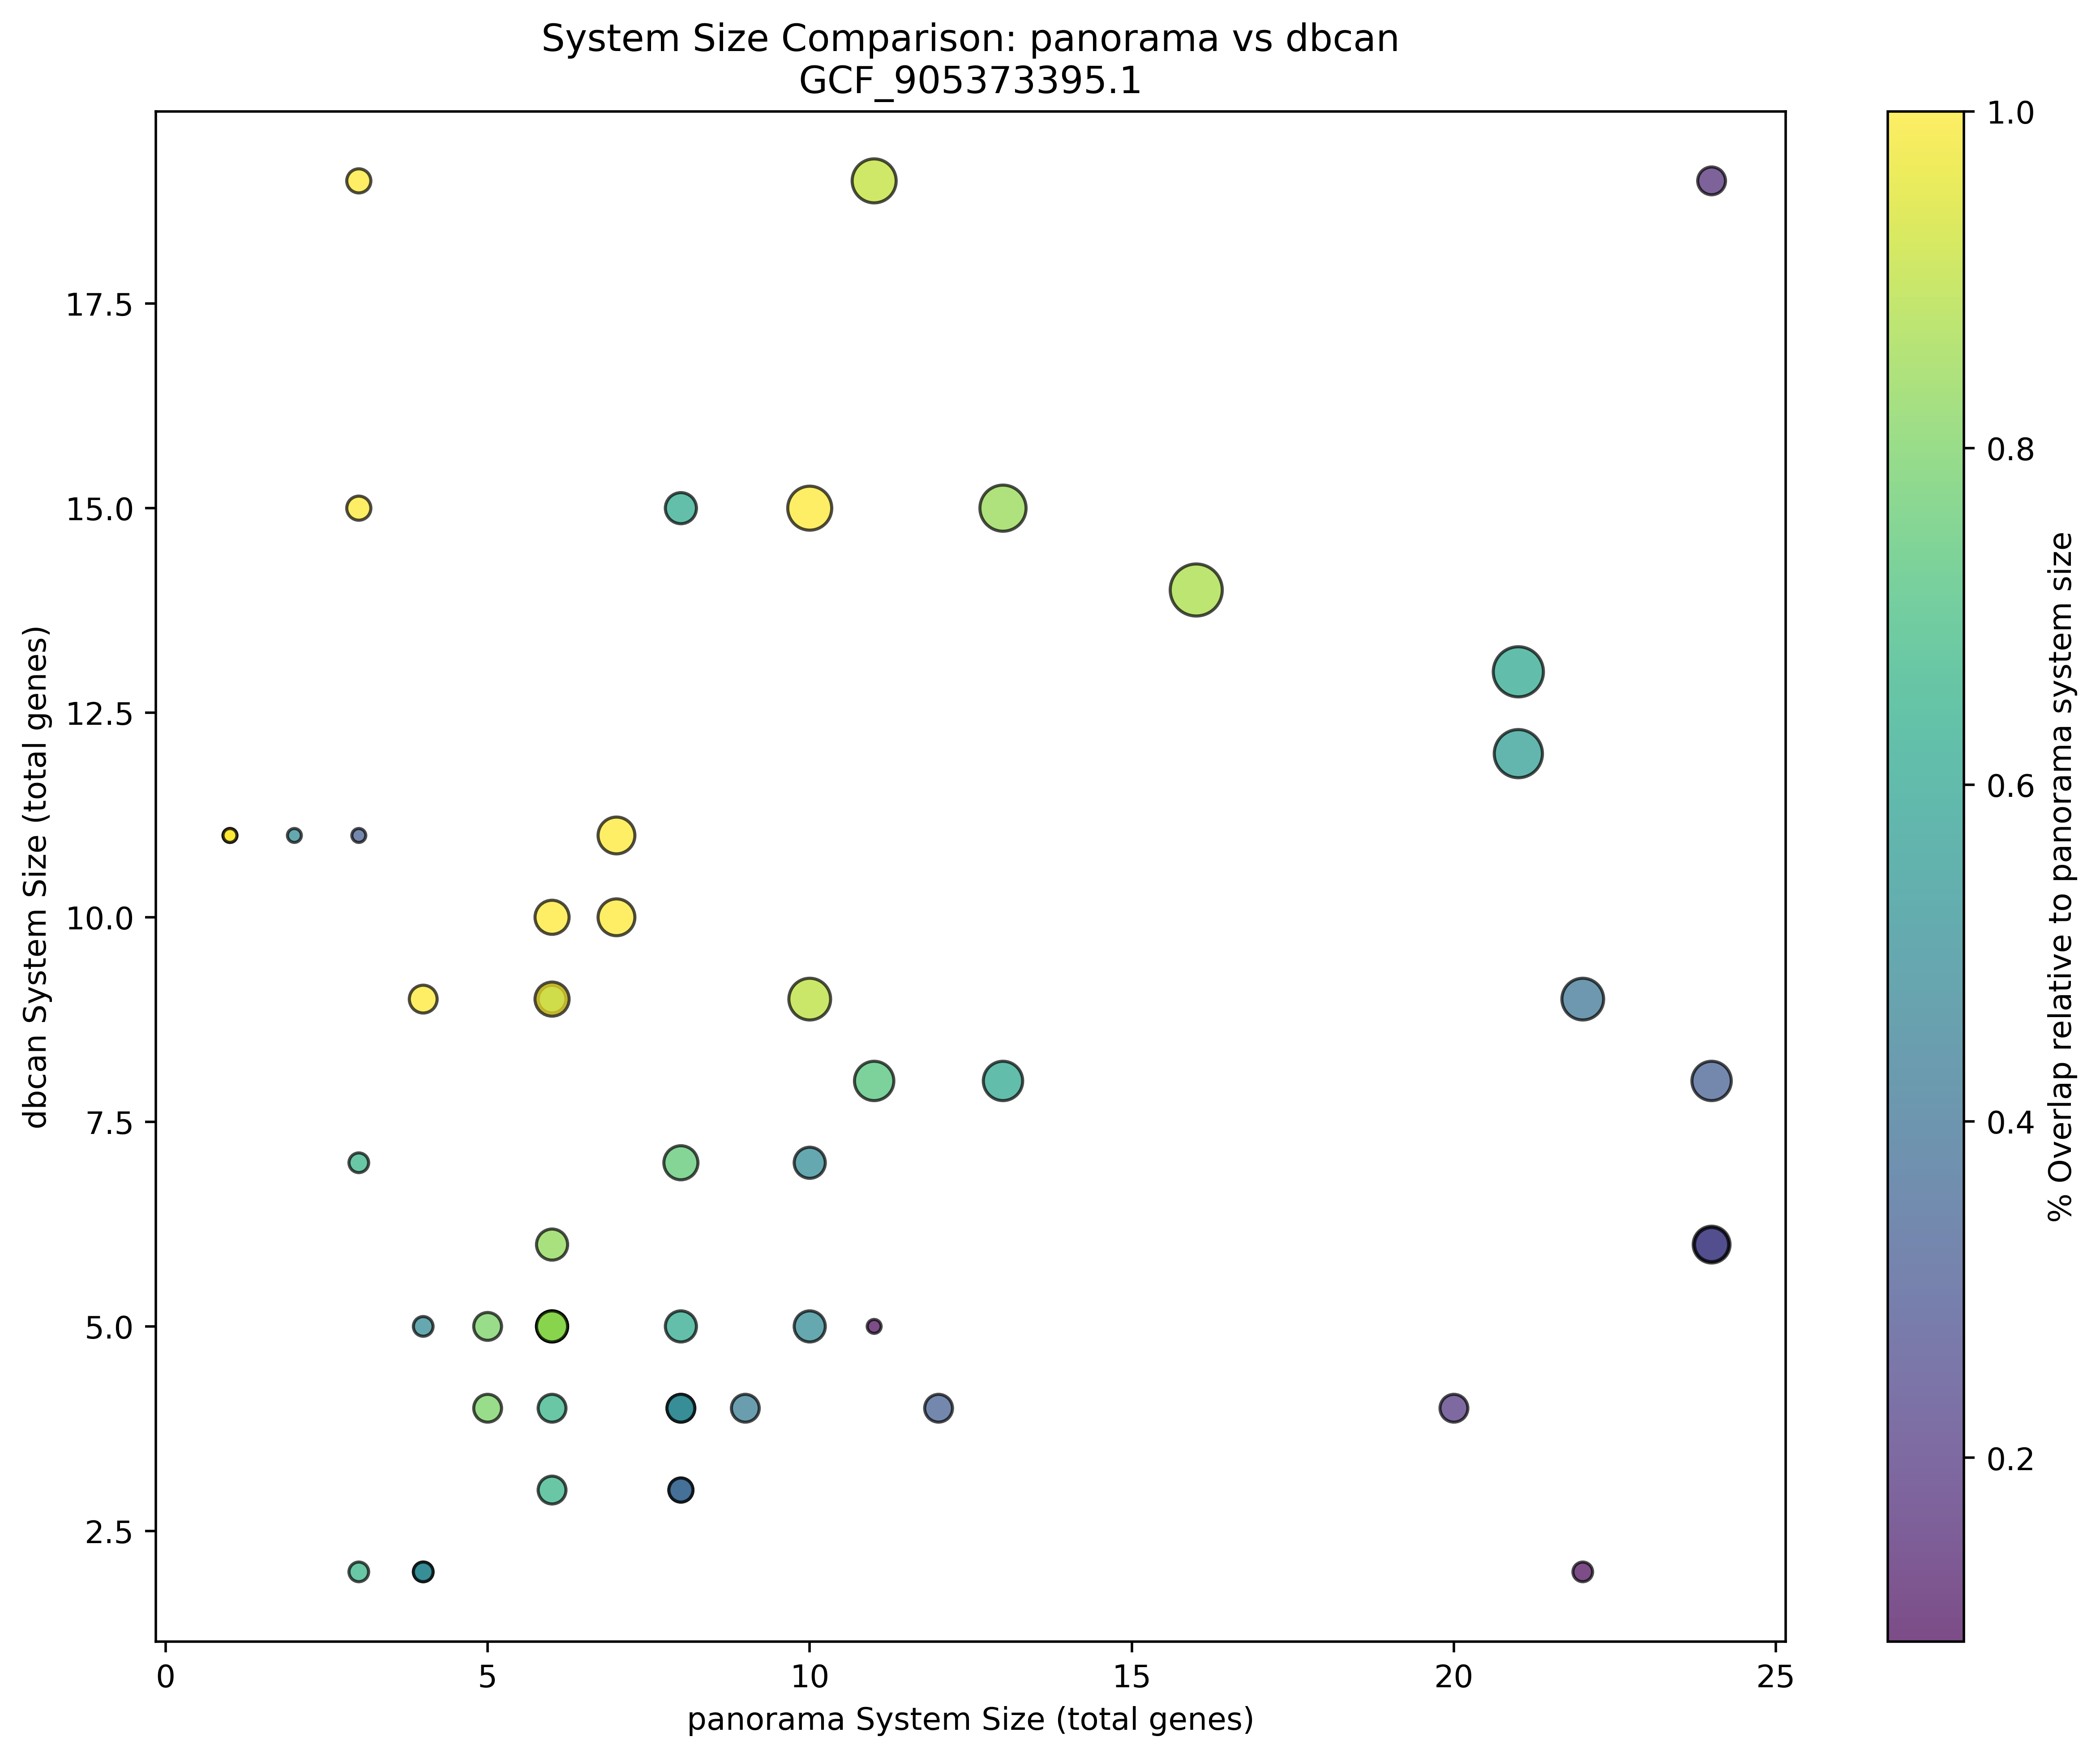 System Size Comparison: panorama vs dbcan
GCF_905373395.1
dbcan System Size (total genes)
17.5
15.0
12.5
10.0
7.5
5.0
2.5
0 5 10 15 20 25
panorama System Size (total genes)
1.0
0.8
0.6
0.4
0.2
% Overlap relative to panorama system size